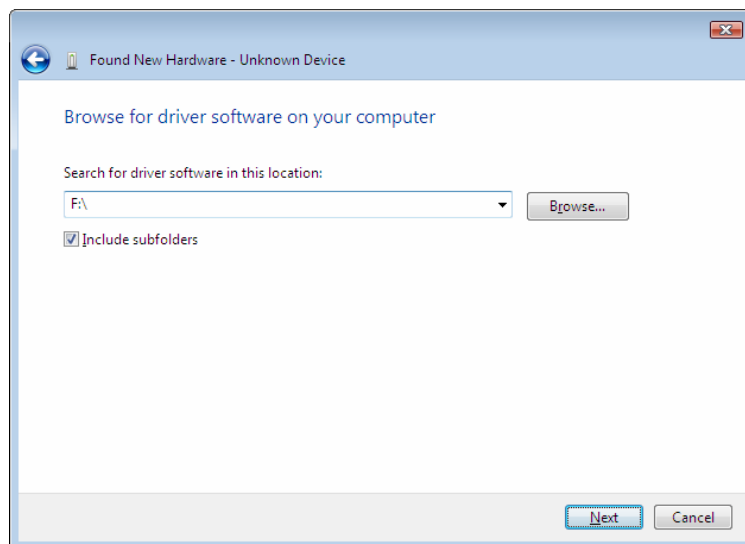 Found New Hardware - Unknown Device
Browse for driver software on your computer
Search for driver software in this location:
F:\
Browse...
Include subfolders
Next
Cancel